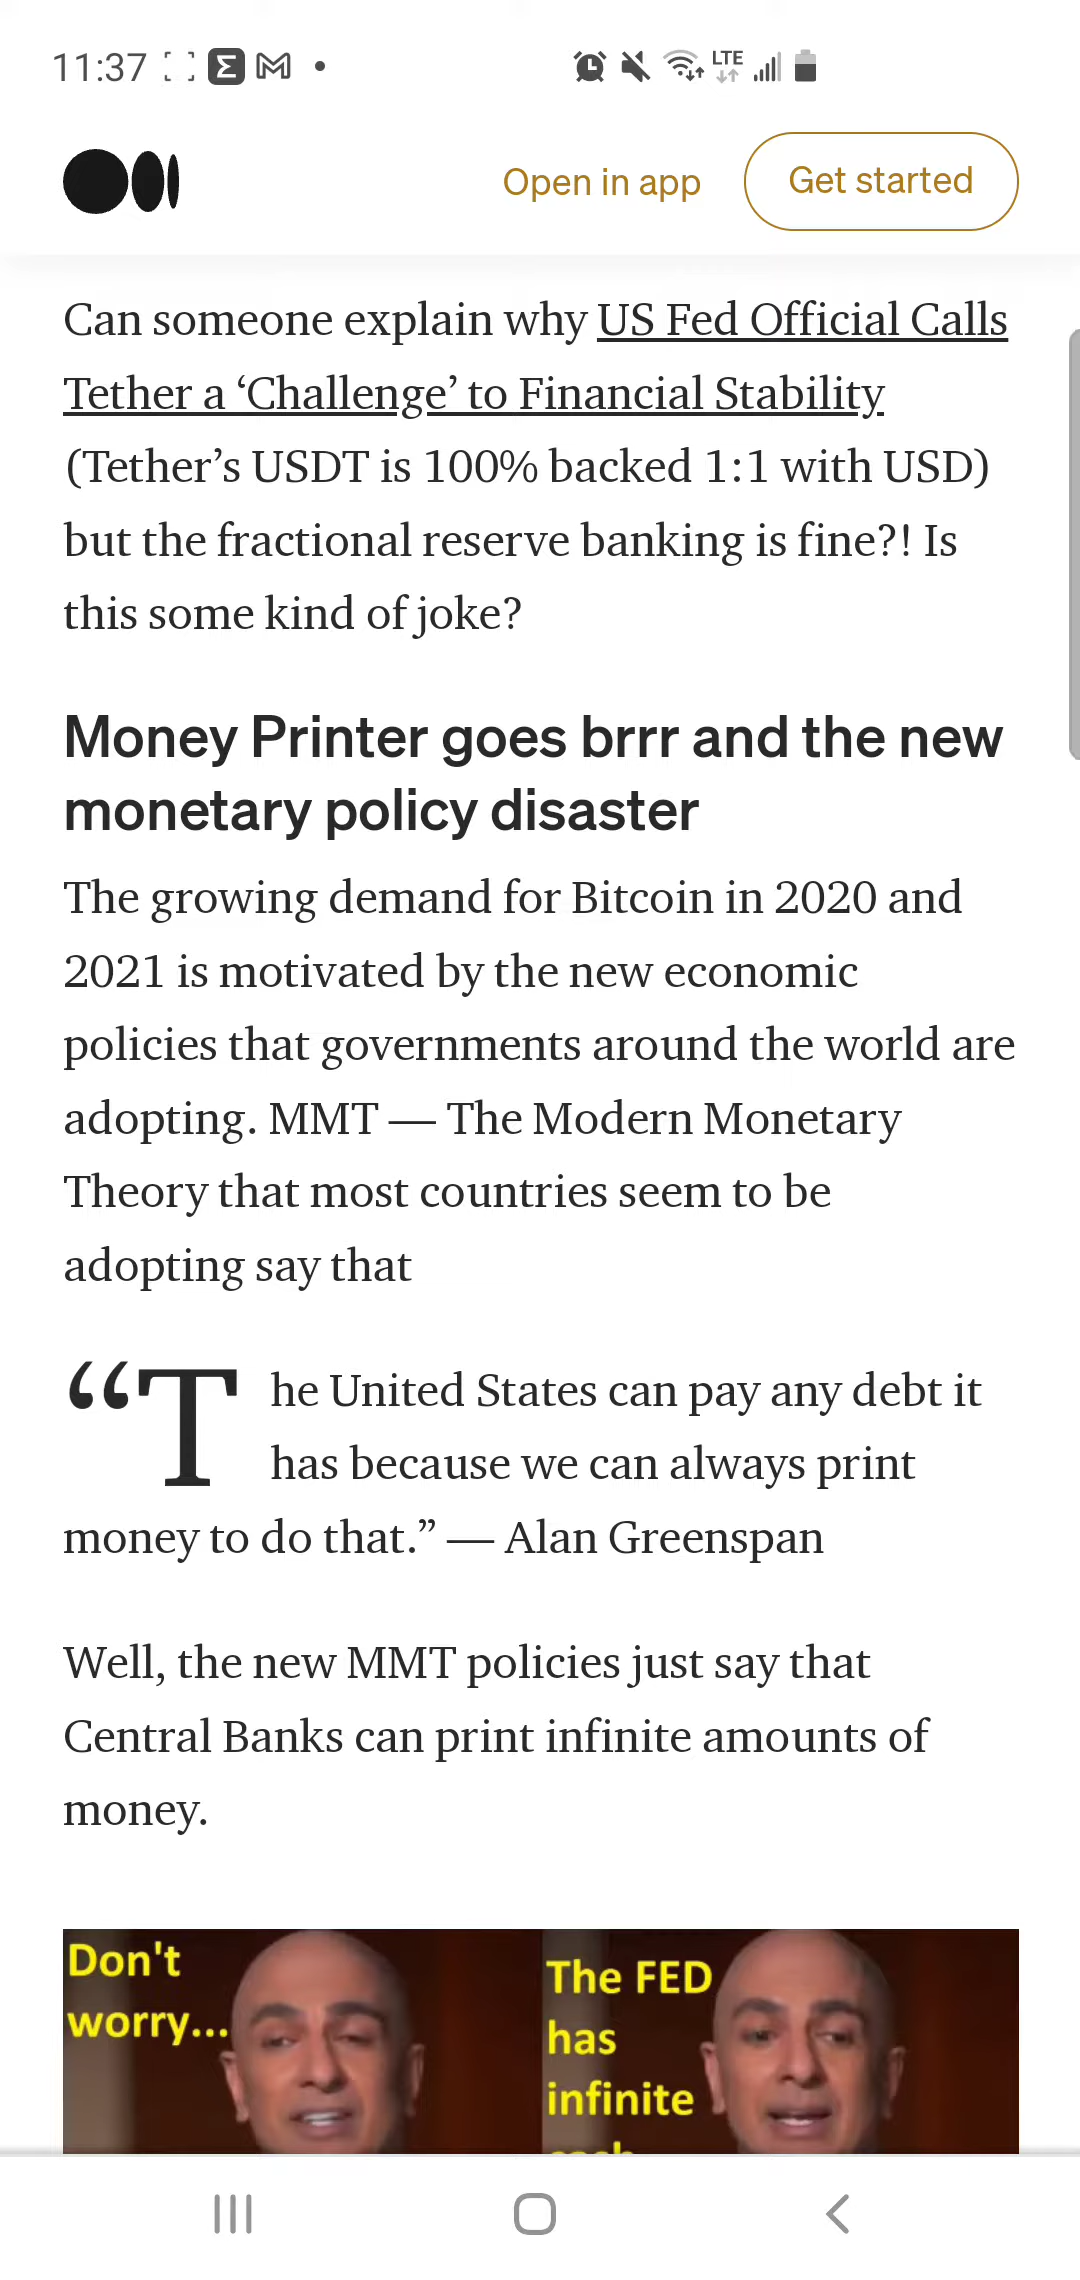 11:37
LTE
Open in app
Get started
Can someone explain why US Fed Official Calls
Tether a ‘Challenge’ to Financial Stability
(Tether’s USDT is 100% backed 1:1 with USD)
but the fractional reserve banking is fine?! Is
this some kind of joke?
Money Printer goes brrr and the new
monetary policy disaster
The growing demand for Bitcoin in 2020 and
2021 is motivated by the new economic
policies that governments around the world are
adopting. MMT — The Modern Monetary
Theory that most countries seem to be
adopting say that
“The United States can pay any debt it
has because we can always print
money to do that.” — Alan Greenspan
Well, the new MMT policies just say that
Central Banks can print infinite amounts of
money.
Don't
worry...
The FED
has
infinite